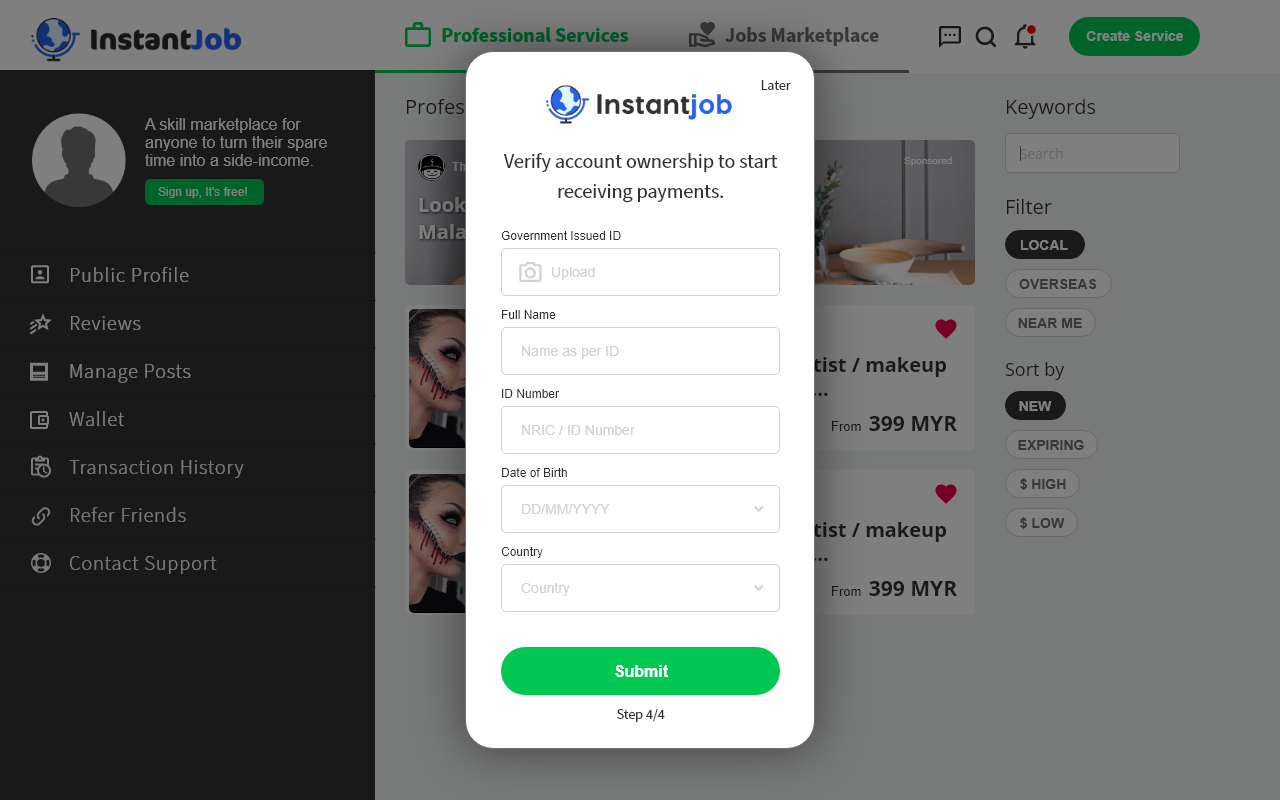 InstantJob
Professional Services
Jobs Marketplace
Create Service
A skill marketplace for
anyone to turn their spare
time into a side-income.
Sign up, It's free!
Public Profile
Reviews
Manage Posts
Wallet
Transaction History
Refer Friends
Contact Support
Later
Instantjob
Verify account ownership to start
receiving payments.
Government Issued ID
Upload
Full Name
Name as per ID
ID Number
NRIC / ID Number
Date of Birth
DD/MM/YYYY
Country
Country
Submit
Step 4/4
Profes
Th
Look
Mala
Sponsored
tist / makeup
...
From 399 MYR
tist / makeup
...
From 399 MYR
Keywords
Search
Filter
LOCAL
OVERSEAS
NEAR ME
Sort by
NEW
EXPIRING
$ HIGH
$ LOW